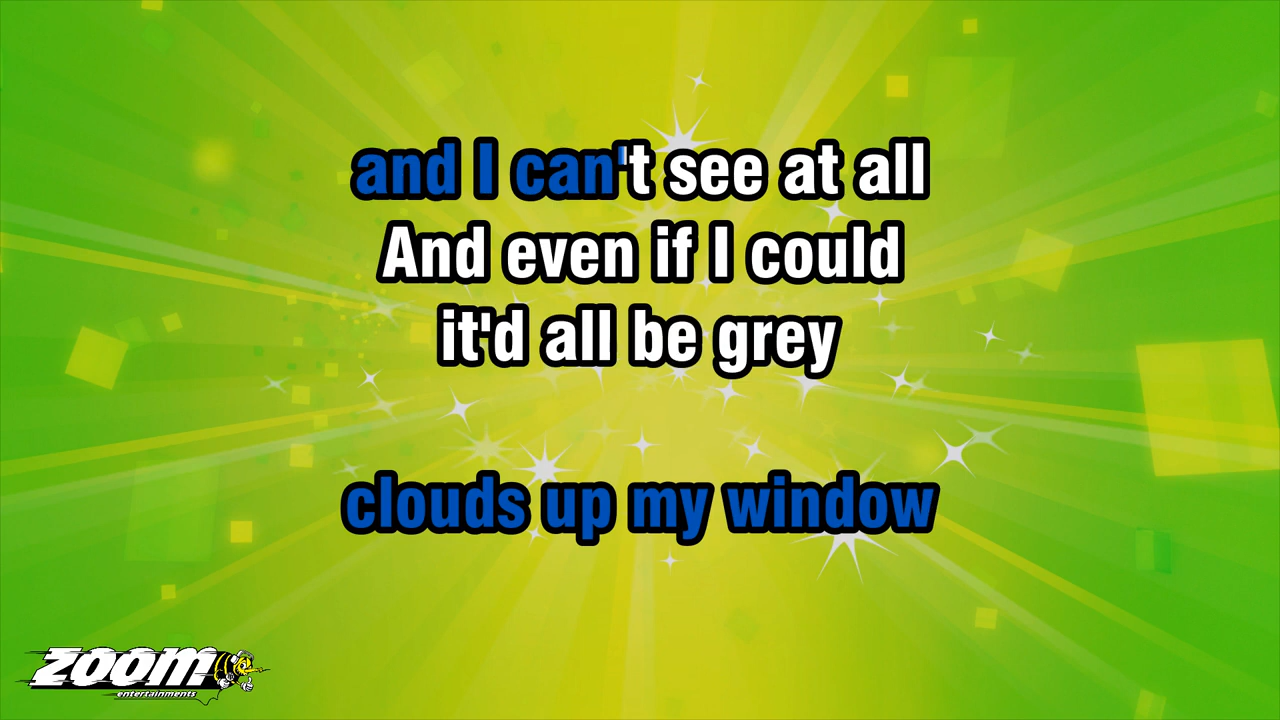 and I can't see at all
And even if I could
it'd all be grey
clouds up my window
ZOOM
entertainments